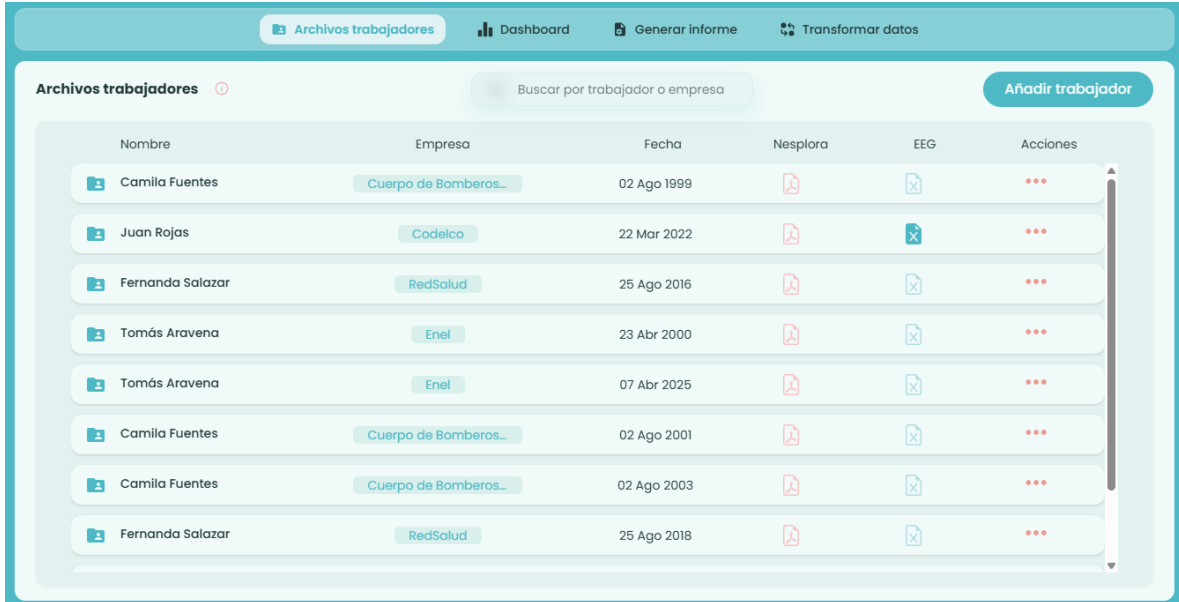 Archivos trabajadores Dashboard Generar informe Transformar datos
Archivos trabajadores Buscar por trabajador o empresa Añadir trabajador
Nombre Empresa Fecha Nesplora EEG Acciones
Camila Fuentes Cuerpo de Bomberos... 02 Ago 1999
Juan Rojas Codelco 22 Mar 2022
Fernanda Salazar RedSalud 25 Ago 2016
Tomás Aravena Enel 23 Abr 2000
Tomás Aravena Enel 07 Abr 2025
Camila Fuentes Cuerpo de Bomberos... 02 Ago 2001
Camila Fuentes Cuerpo de Bomberos... 02 Ago 2003
Fernanda Salazar RedSalud 25 Ago 2018